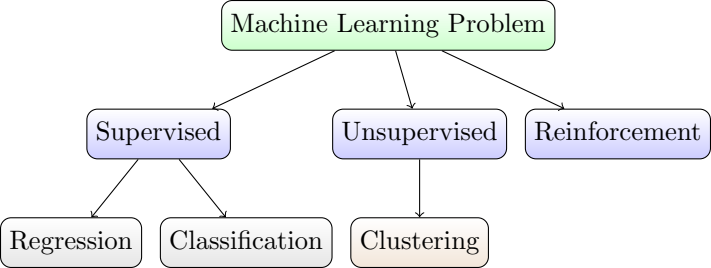 Machine Learning Problem
Supervised
Unsupervised
Reinforcement
Regression
Classification
Clustering